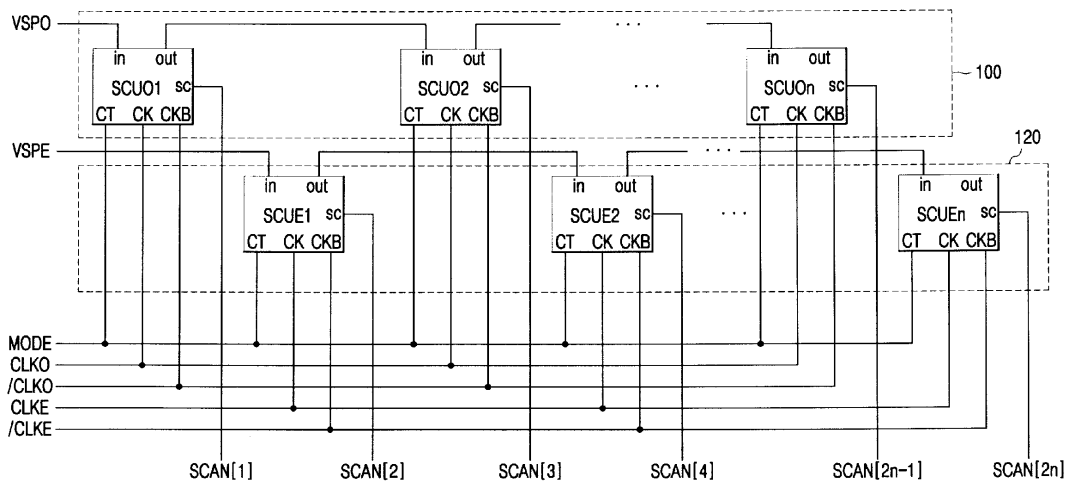 VSPO
in out
SCUO1 sc
CT CK CKB
in out
SCUO2 sc
CT CK CKB
in out
SCUOn sc
CT CK CKB
100
VSPE
120
in out
SCUE1 sc
CT CK CKB
in out
SCUE2 sc
CT CK CKB
in out
SCUEn sc
CT CK CKB
MODE
CLKO
/CLKO
CLKE
/CLKE
SCAN[1] SCAN[2] SCAN[3] SCAN[4] SCAN[2n-1] SCAN[2n]